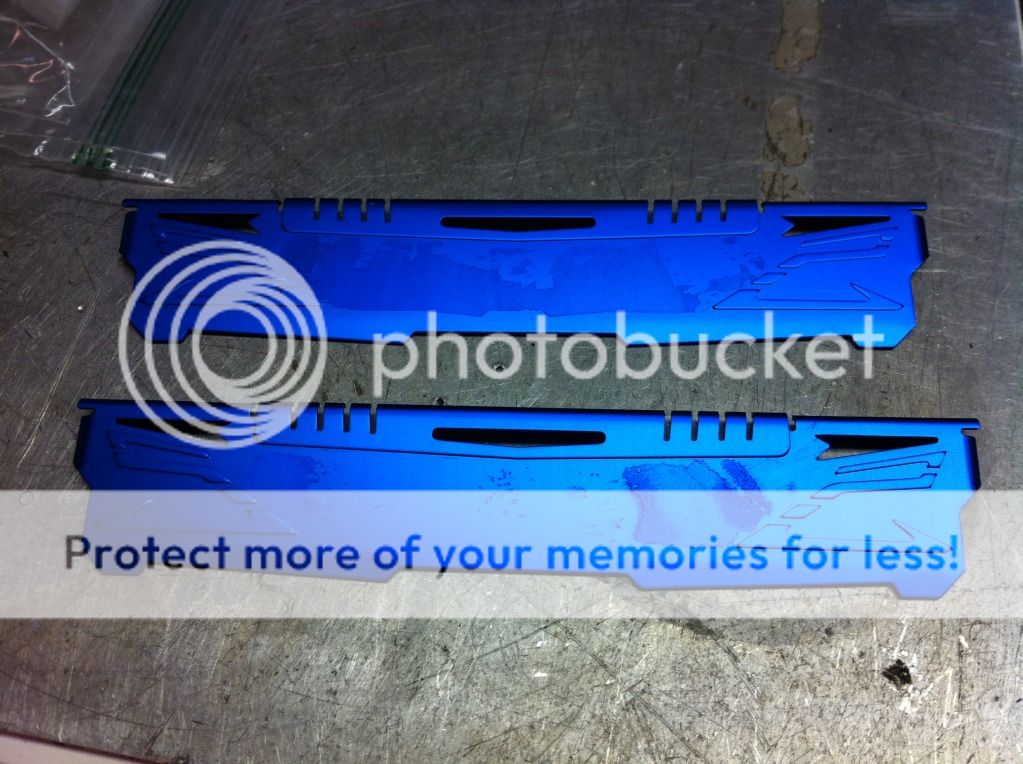 photobucket
Protect more of your memories for less!